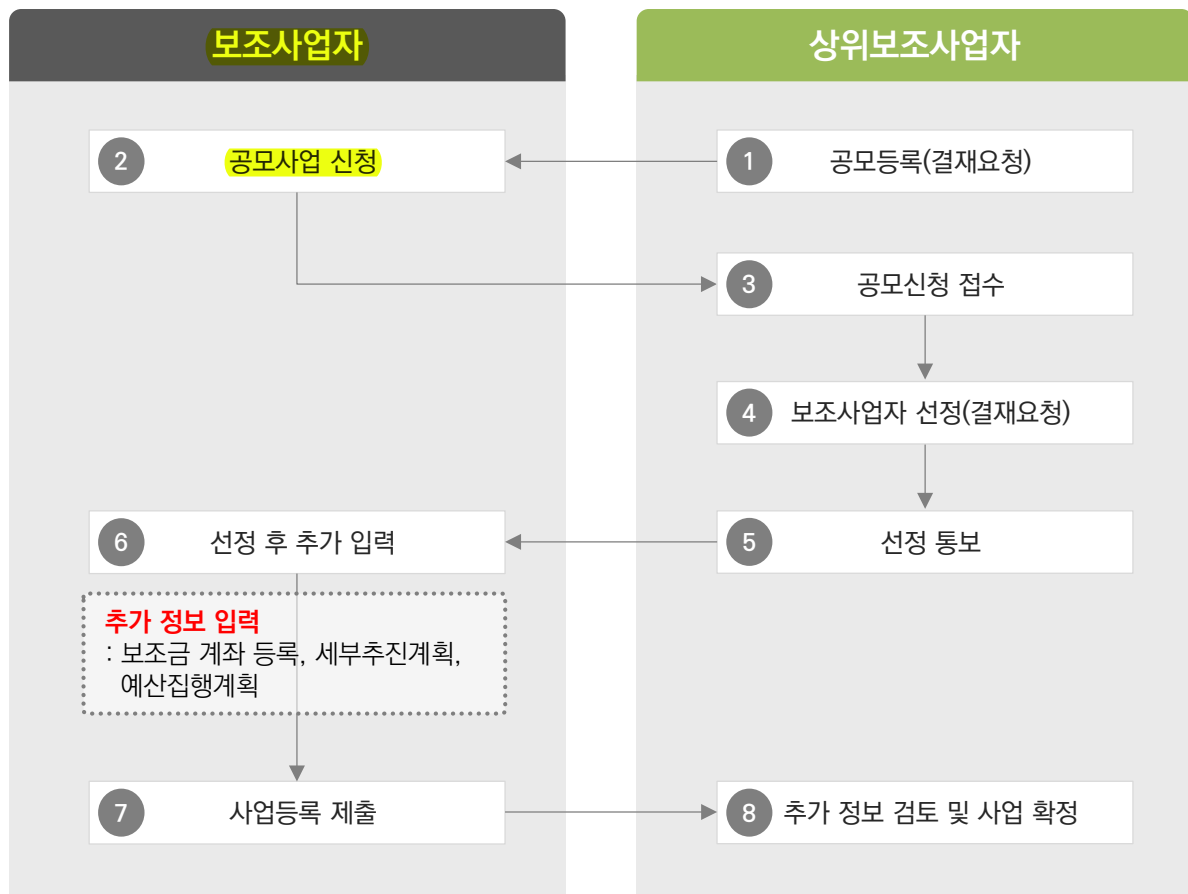 보조사업자
상위보조사업자
2 공모사업 신청
1 공모등록(결재요청)
3 공모신청 접수
4 보조사업자 선정(결재요청)
6 선정 후 추가 입력
5 선정 통보
추가 정보 입력
: 보조금 계좌 등록, 세부추진계획,
예산집행계획
7 사업등록 제출
8 추가 정보 검토 및 사업 확정